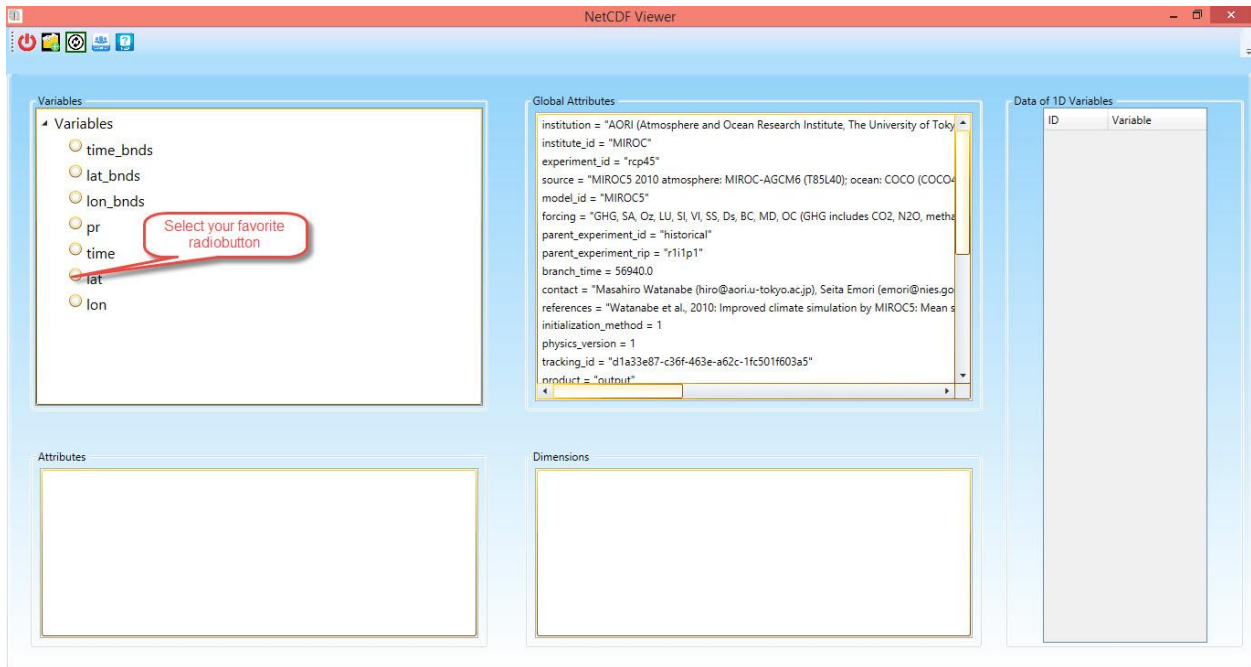 NetCDF Viewer
Variables
Variables
time_bnds
lat_bnds
lon_bnds
pr
time
lat
lon
Select your favorite
radiobutton
Global Attributes
institution = "AORI (Atmosphere and Ocean Research Institute, The University of Toky
institute_id = "MIROC"
experiment_id = "rcp45"
source = "MIROC5 2010 atmosphere: MIROC-AGCM6 (T85L40); ocean: COCO (COCO4
model_id = "MIROC5"
forcing = "GHG, SA, Oz, LU, SI, VI, SS, Ds, BC, MD, OC (GHG includes CO2, N2O, metha
parent_experiment_id = "historical"
parent_experiment_rip = "r1i1p1"
branch_time = 56940.0
contact = "Masahiro Watanabe (hiro@aori.u-tokyo.ac.jp), Seita Emori (emori@nies.go
references = "Watanabe et al., 2010: Improved climate simulation by MIROC5: Mean s
initialization_method = 1
physics_version = 1
tracking_id = "d1a33e87-c36f-463e-a62c-1fc501f603a5"
product = "output"
Data of 1D Variables
ID Variable
Attributes
Dimensions